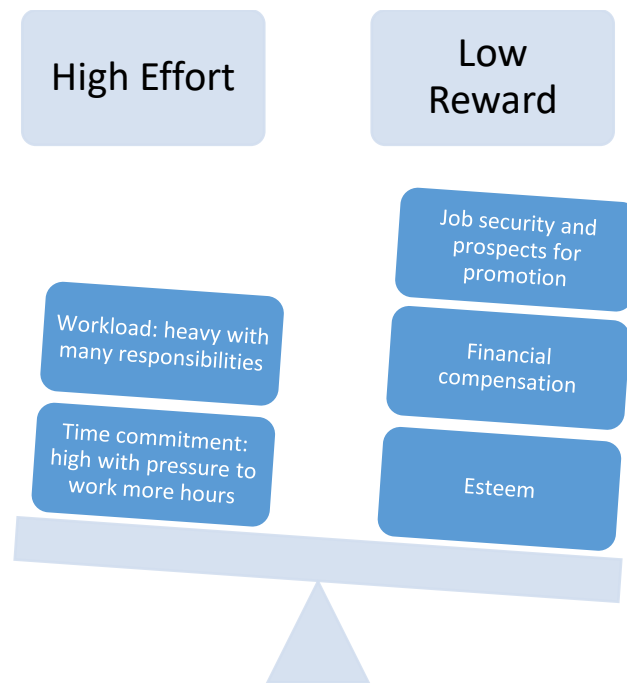 High Effort
Low
Reward
Workload: heavy with
many responsibilities
Time commitment:
high with pressure to
work more hours
Job security and
prospects for
promotion
Financial
compensation
Esteem